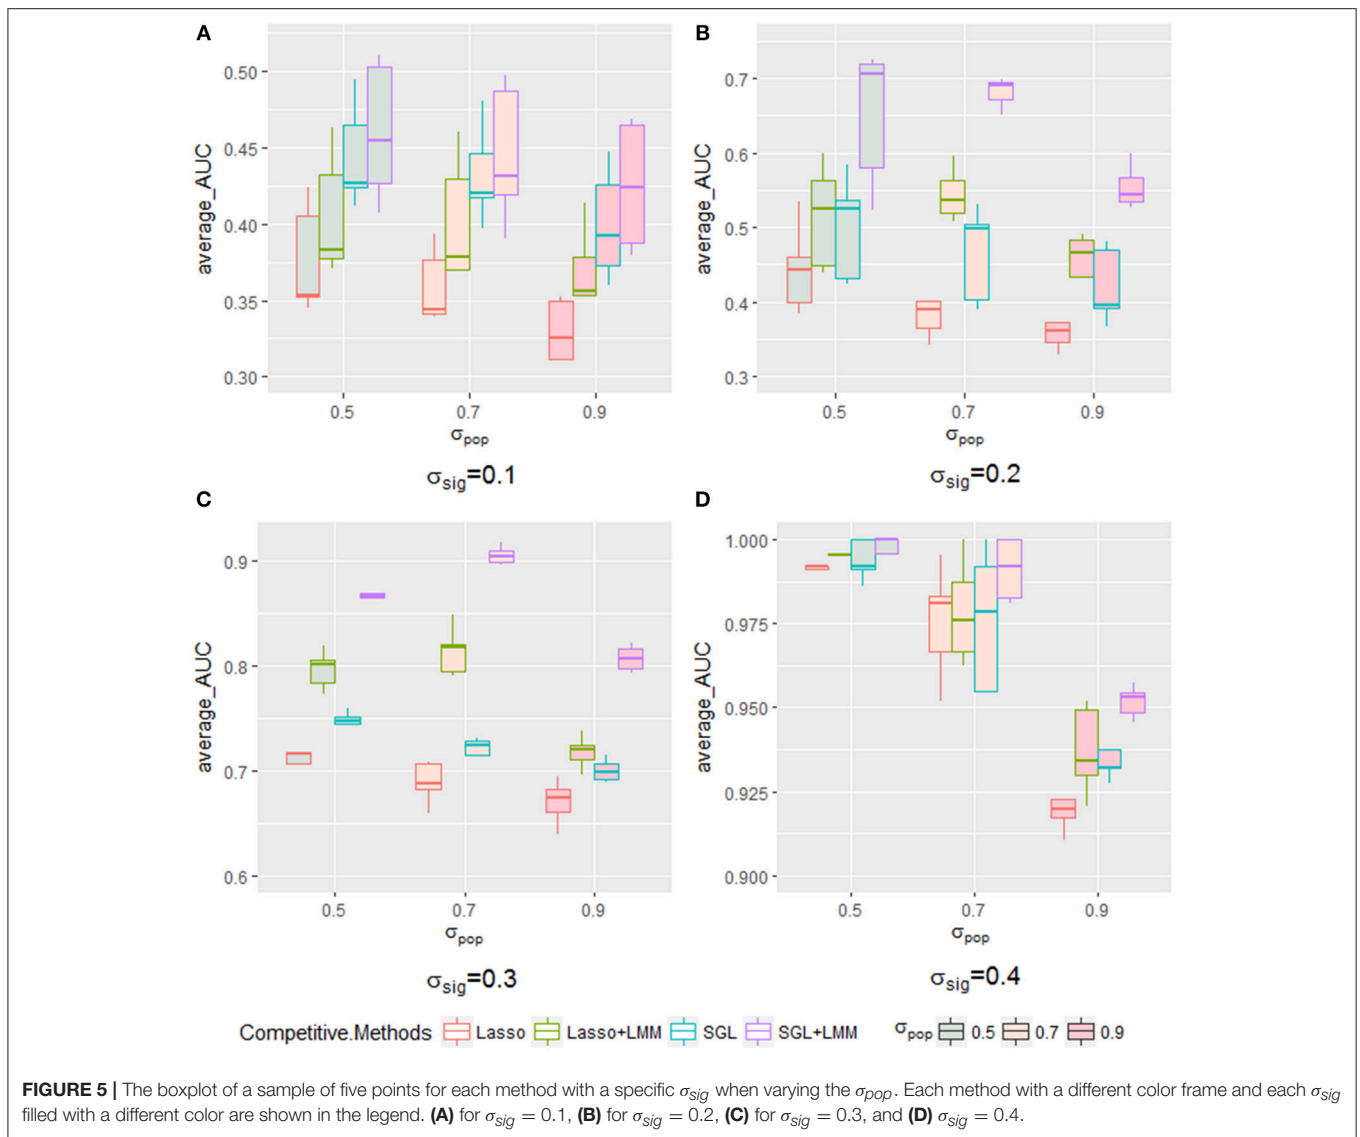 A
B
0.50
0.45
0.40
0.35
0.30
average_AUC
0.5 0.7 0.9
σpop
σsig=0.1
0.7
0.6
0.5
0.4
0.3
average_AUC
0.5 0.7 0.9
σpop
σsig=0.2
C
D
0.9
0.8
0.7
0.6
average_AUC
0.5 0.7 0.9
σpop
σsig=0.3
1.000
0.975
0.950
0.925
0.900
average_AUC
0.5 0.7 0.9
σpop
σsig=0.4
Competitive.Methods Lasso Lasso+LMM SGL SGL+LMM σpop 0.5 0.7 0.9
FIGURE 5 | The boxplot of a sample of five points for each method with a specific σsig when varying the σpop. Each method with a different color frame and each σsig
filled with a different color are shown in the legend. (A) for σsig = 0.1, (B) for σsig = 0.2, (C) for σsig = 0.3, and (D) σsig = 0.4.